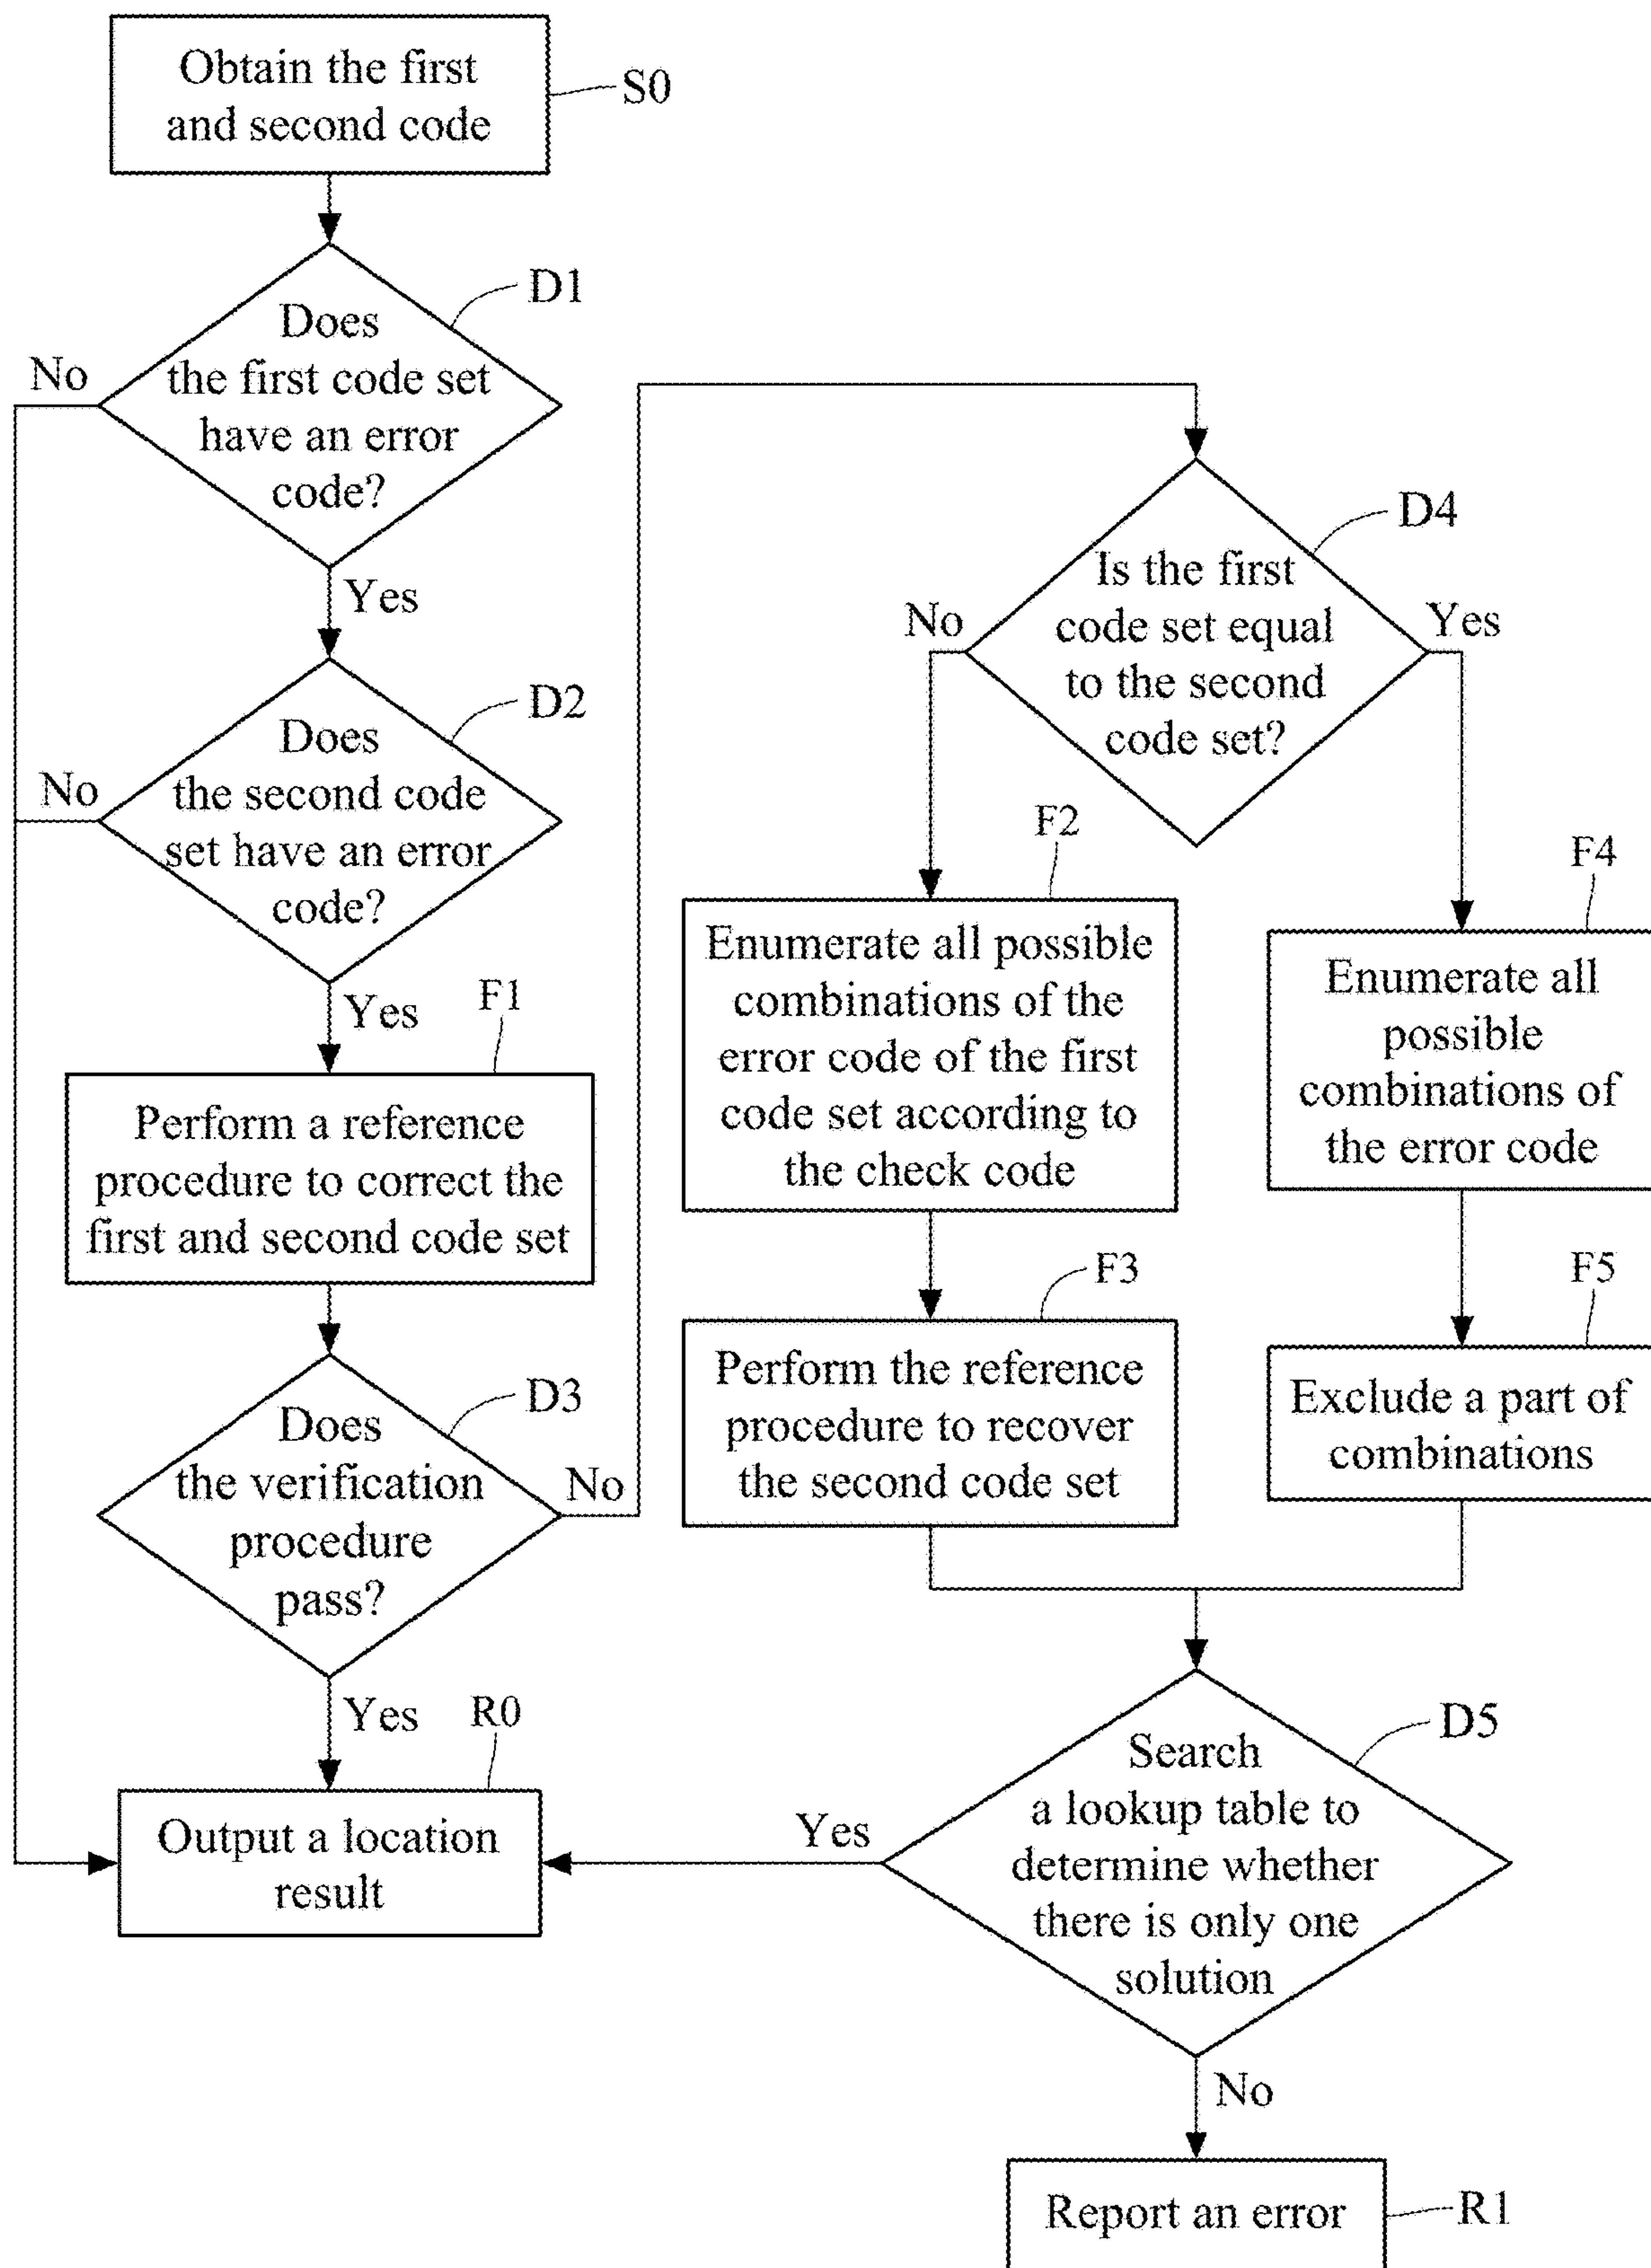 Obtain the first
and second code
S0
D1
Does
the first code set
have an error
code?
No
Yes
D2
Does
the second code
set have an error
code?
No
Yes
F1
Perform a reference
procedure to correct the
first and second code set
D3
Does
the verification
procedure
pass?
No
Yes
R0
Output a location
result
D4
Is the first
code set equal
to the second
code set?
No
Yes
F2
Enumerate all possible
combinations of the
error code of the first
code set according to
the check code
F3
Perform the reference
procedure to recover
the second code set
F4
Enumerate all
possible
combinations of
the error code
F5
Exclude a part of
combinations
D5
Search
a lookup table to
determine whether
there is only one
solution
Yes
No
Report an error
R1